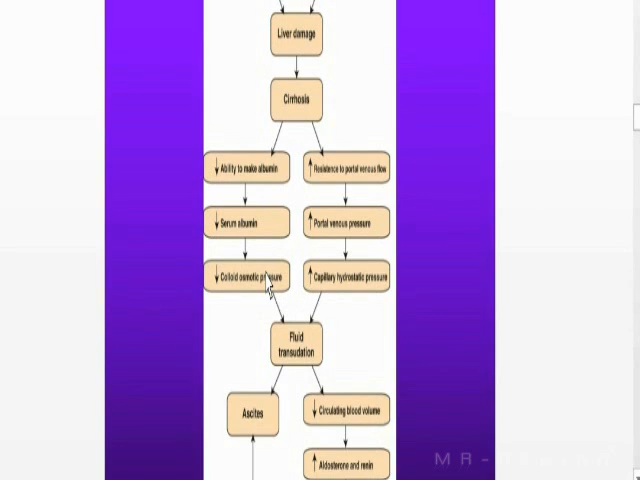 Liver damage
Cirrhosis
↓ Ability to make albumin
↑ Resistence to portal venous flow
↓ Serum albumin
↑ Portal venous pressure
↓ Colloid osmotic pressure
↑ Capillary hydrostatic pressure
Fluid
transudation
Ascites
↓ Circulating blood volume
↑ Aldosterone and renin